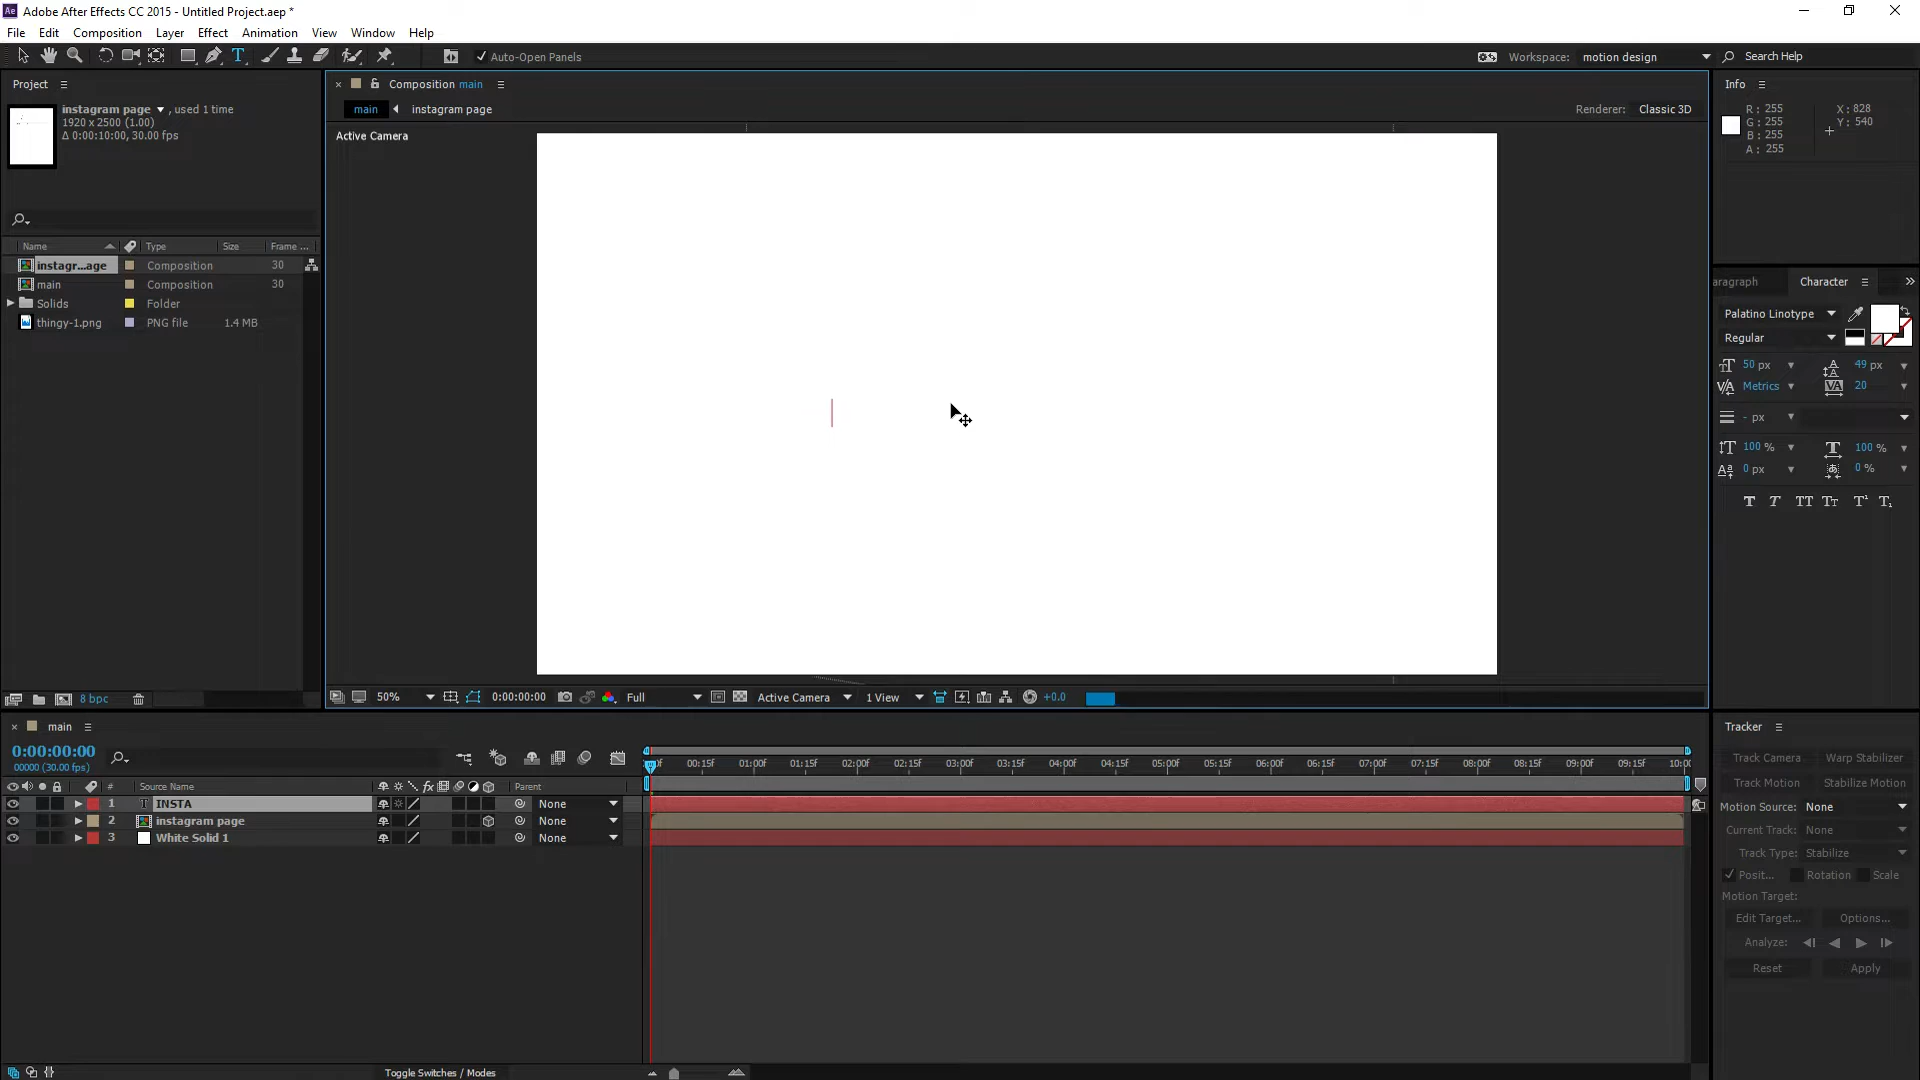 Adobe After Effects CC 2015 - Untitled Project.aep *
File Edit Composition Layer Effect Animation View Window Help
Auto-Open Panels
Workspace: motion design
Search Help
Project
instagram page , used 1 time
1920 x 2500 (1.00)
Δ 0:00:10:00, 30.00 fps
Name Type Size Frame ...
instagr...age Composition 30
main Composition 30
Solids Folder
thingy-1.png PNG file 1.4 MB
8 bpc
Composition main
main instagram page
Renderer: Classic 3D
Active Camera
50% 0:00:00:00 Full Active Camera 1 View +0.0
Info
R: 255
G: 255
B: 255
A: 255
X: 828
Y: 540
aragraph Character
Palatino Linotype
Regular
50 px 49 px
Metrics 20
- px
100 % 100 %
0 px 0 %
main
0:00:00:00
00000 (30.00 fps)
# Source Name Parent
1 INSTA None
2 instagram page None
3 White Solid 1 None
00:15f 01:00f 01:15f 02:00f 02:15f 03:00f 03:15f 04:00f 04:15f 05:00f 05:15f 06:00f 06:15f 07:00f 07:15f 08:00f 08:15f 09:00f 09:15f 10:0
Toggle Switches / Modes
Tracker
Track Camera Warp Stabilizer
Track Motion Stabilize Motion
Motion Source: None
Current Track: None
Track Type: Stabilize
Posit... Rotation Scale
Motion Target:
Edit Target... Options...
Analyze:
Reset Apply